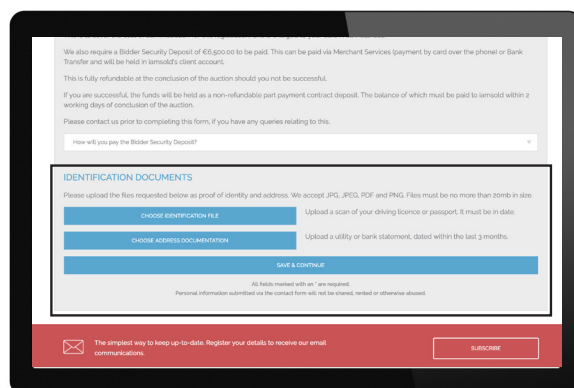 We also require a Bidder Security Deposit of €6,500.00 to be paid. This can be paid via Merchant Services (payment by card over the phone) or Bank
Transfer and will be held in iamsold's client account.
This is fully refundable at the conclusion of the auction should you not be successful.
If you are successful, the funds will be held as a non-refundable part payment contract deposit. The balance of which must be paid to iamsold within 2
working days of conclusion of the auction.
Please contact us prior to completing this form, if you have any queries relating to this.
How will you pay the Bidder Security Deposit?
IDENTIFICATION DOCUMENTS
Please upload the files requested below as proof of identity and address. We accept JPG, JPEG, PDF and PNG. Files must be no more than 20mb in size.
CHOOSE IDENTIFICATION FILE
Upload a scan of your driving licence or passport. It must be in date.
CHOOSE ADDRESS DOCUMENTATION
Upload a utility or bank statement, dated within the last 3 months.
SAVE & CONTINUE
All fields marked with an * are required.
Personal Information submitted via the contact form will not be shared, rented or otherwise abused.
The simplest way to keep up-to-date. Register your details to receive our email
communications.
SUBSCRIBE